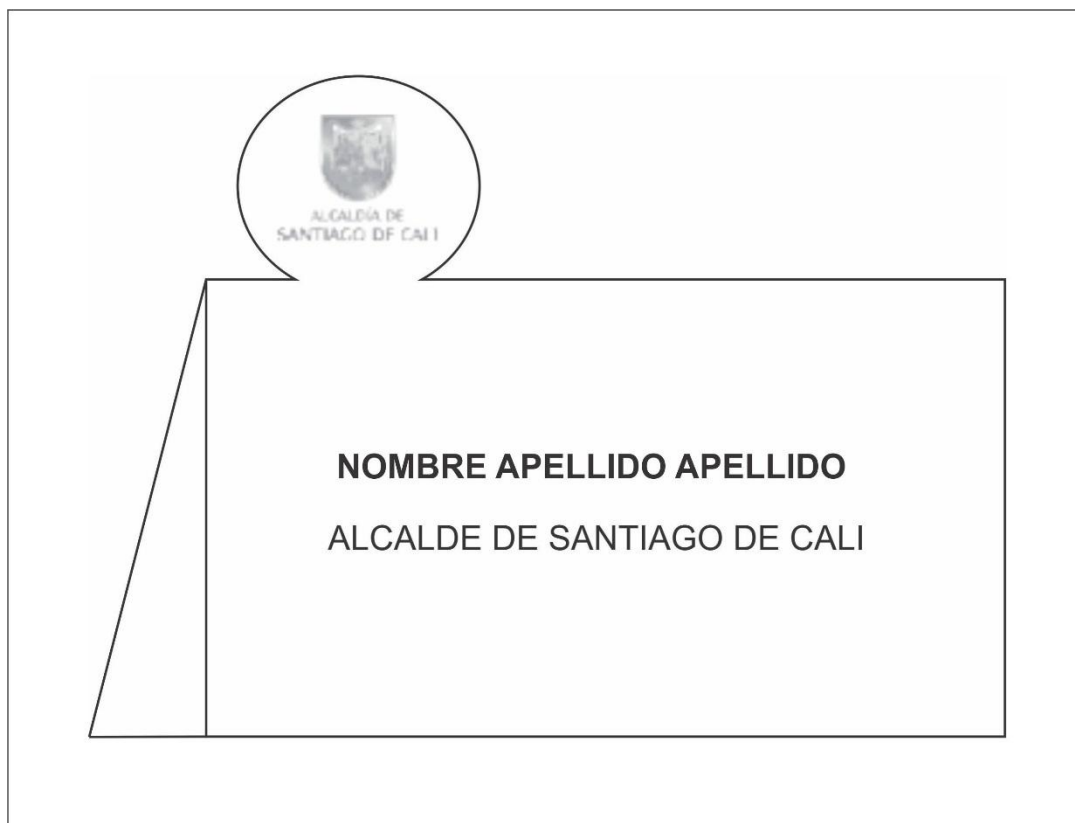 ALCALDÍA DE
SANTIAGO DE CALI
NOMBRE APELLIDO APELLIDO
ALCALDE DE SANTIAGO DE CALI